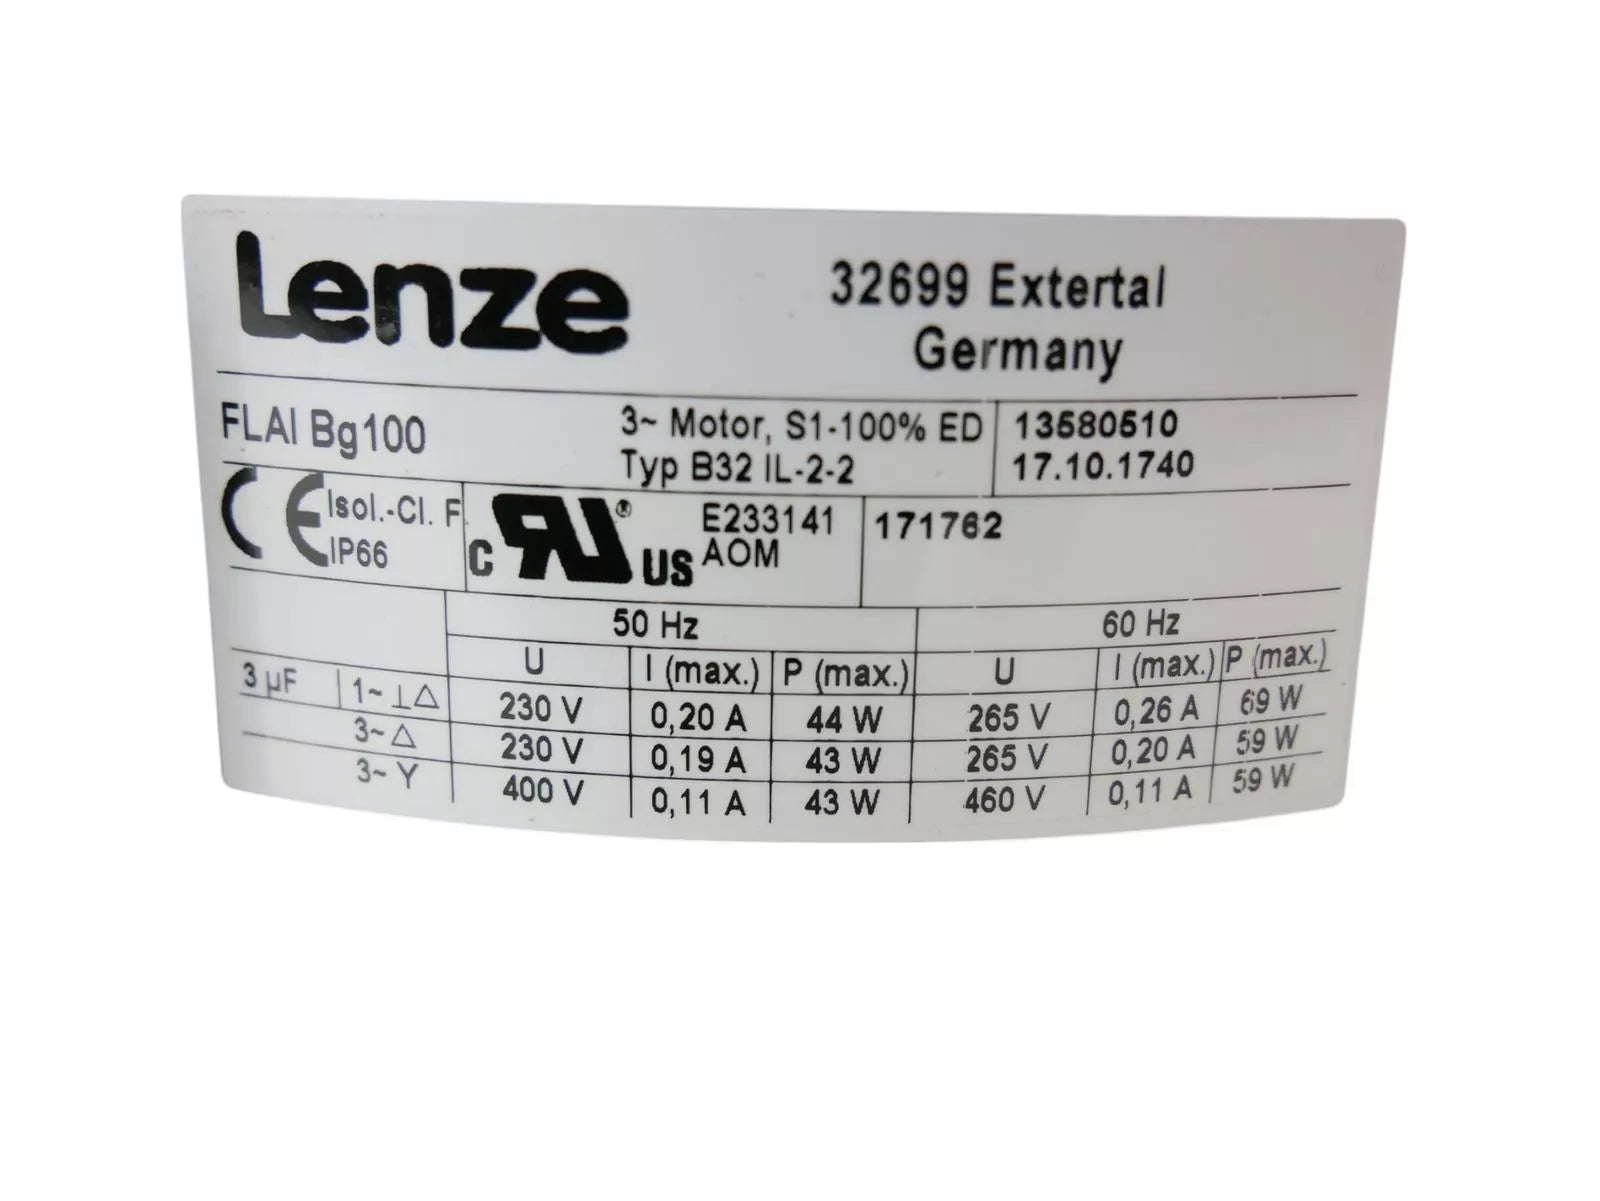 Lenze
32699 Extertal
Germany
FLAI Bg100
3~ Motor, S1-100% ED
Typ B32 IL-2-2
13580510
17.10.1740
CE
Isol.-Cl. F
IP66
c RU ® US
E233141
AOM
171762
50 Hz 60 Hz
U I (max.) P (max.) U I (max.) P (max.)
3 µF 1~ ⊥△ 230 V 0,20 A 44 W 265 V 0,26 A 69 W
3~ △ 230 V 0,19 A 43 W 265 V 0,20 A 59 W
3~ Y 400 V 0,11 A 43 W 460 V 0,11 A 59 W